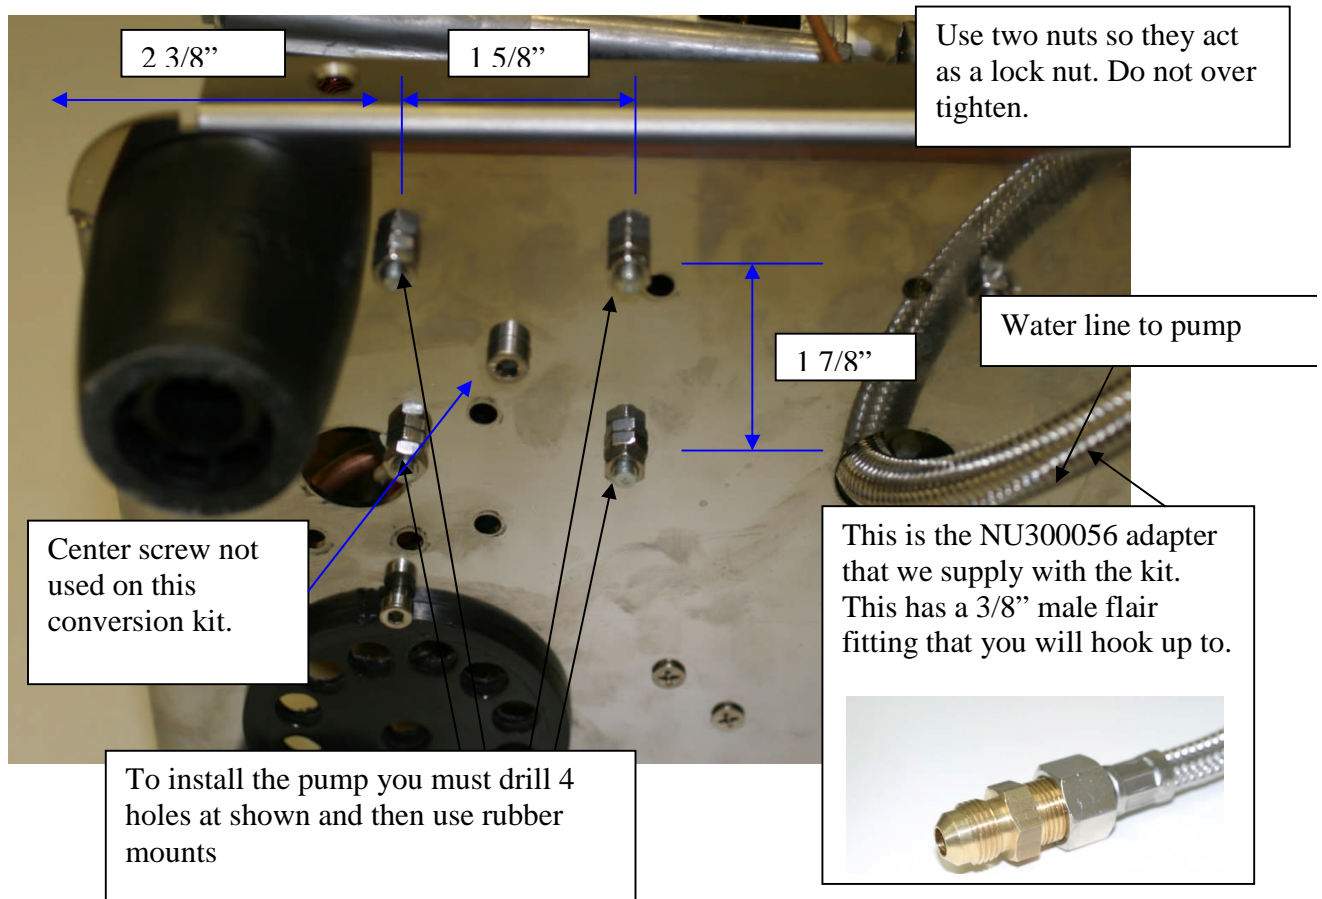 2 3/8”
1 5/8”
Use two nuts so they act
as a lock nut. Do not over
tighten.
Water line to pump
1 7/8”
Center screw not
used on this
conversion kit.
This is the NU300056 adapter
that we supply with the kit.
This has a 3/8” male flair
fitting that you will hook up to.
To install the pump you must drill 4
holes at shown and then use rubber
mounts